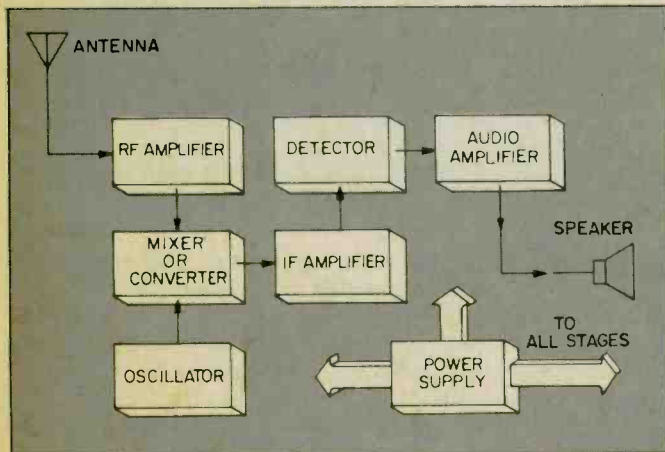 ANTENNA
RF AMPLIFIER
DETECTOR
AUDIO
AMPLIFIER
MIXER
OR
CONVERTER
IF AMPLIFIER
SPEAKER
OSCILLATOR
POWER
SUPPLY
TO
ALL STAGES